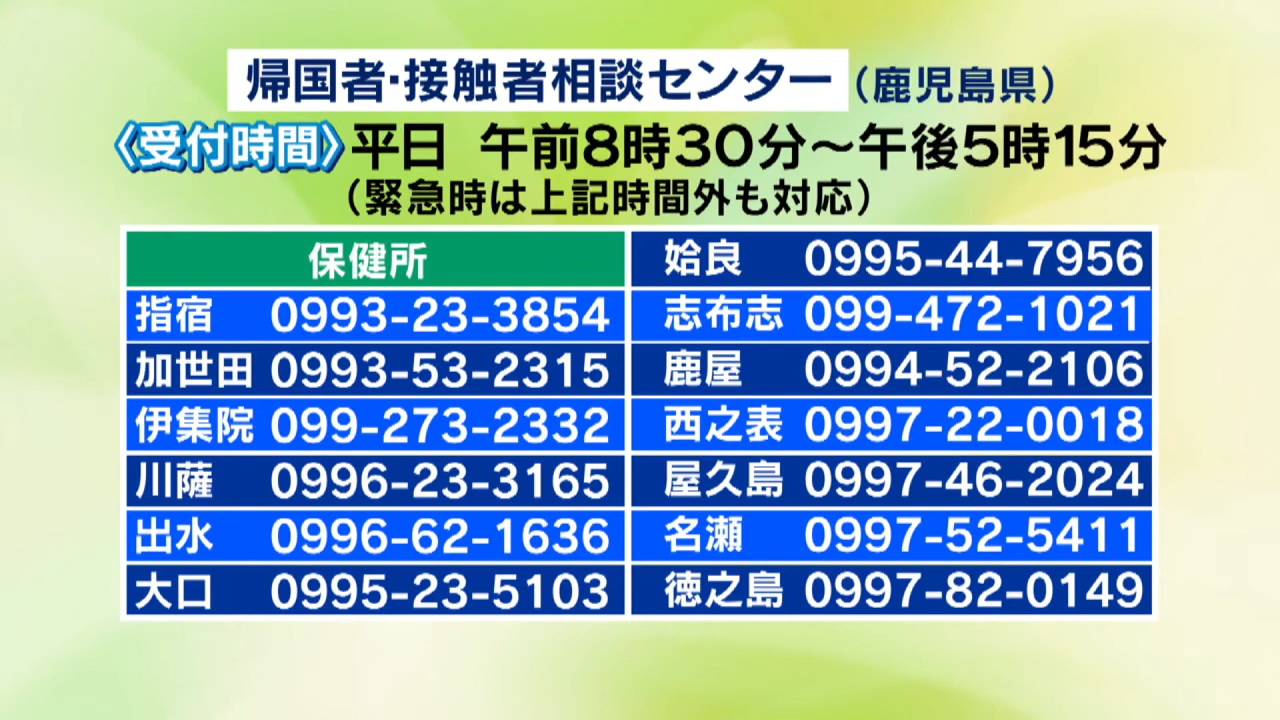 帰国者・接触者相談センター（鹿児島県）
〈受付時間〉平日 午前8時30分～午後5時15分
（緊急時は上記時間外も対応）
保健所
指宿 0993-23-3854
加世田 0993-53-2315
伊集院 099-273-2332
川薩 0996-23-3165
出水 0996-62-1636
大口 0995-23-5103
姶良 0995-44-7956
志布志 099-472-1021
鹿屋 0994-52-2106
西之表 0997-22-0018
屋久島 0997-46-2024
名瀬 0997-52-5411
徳之島 0997-82-0149